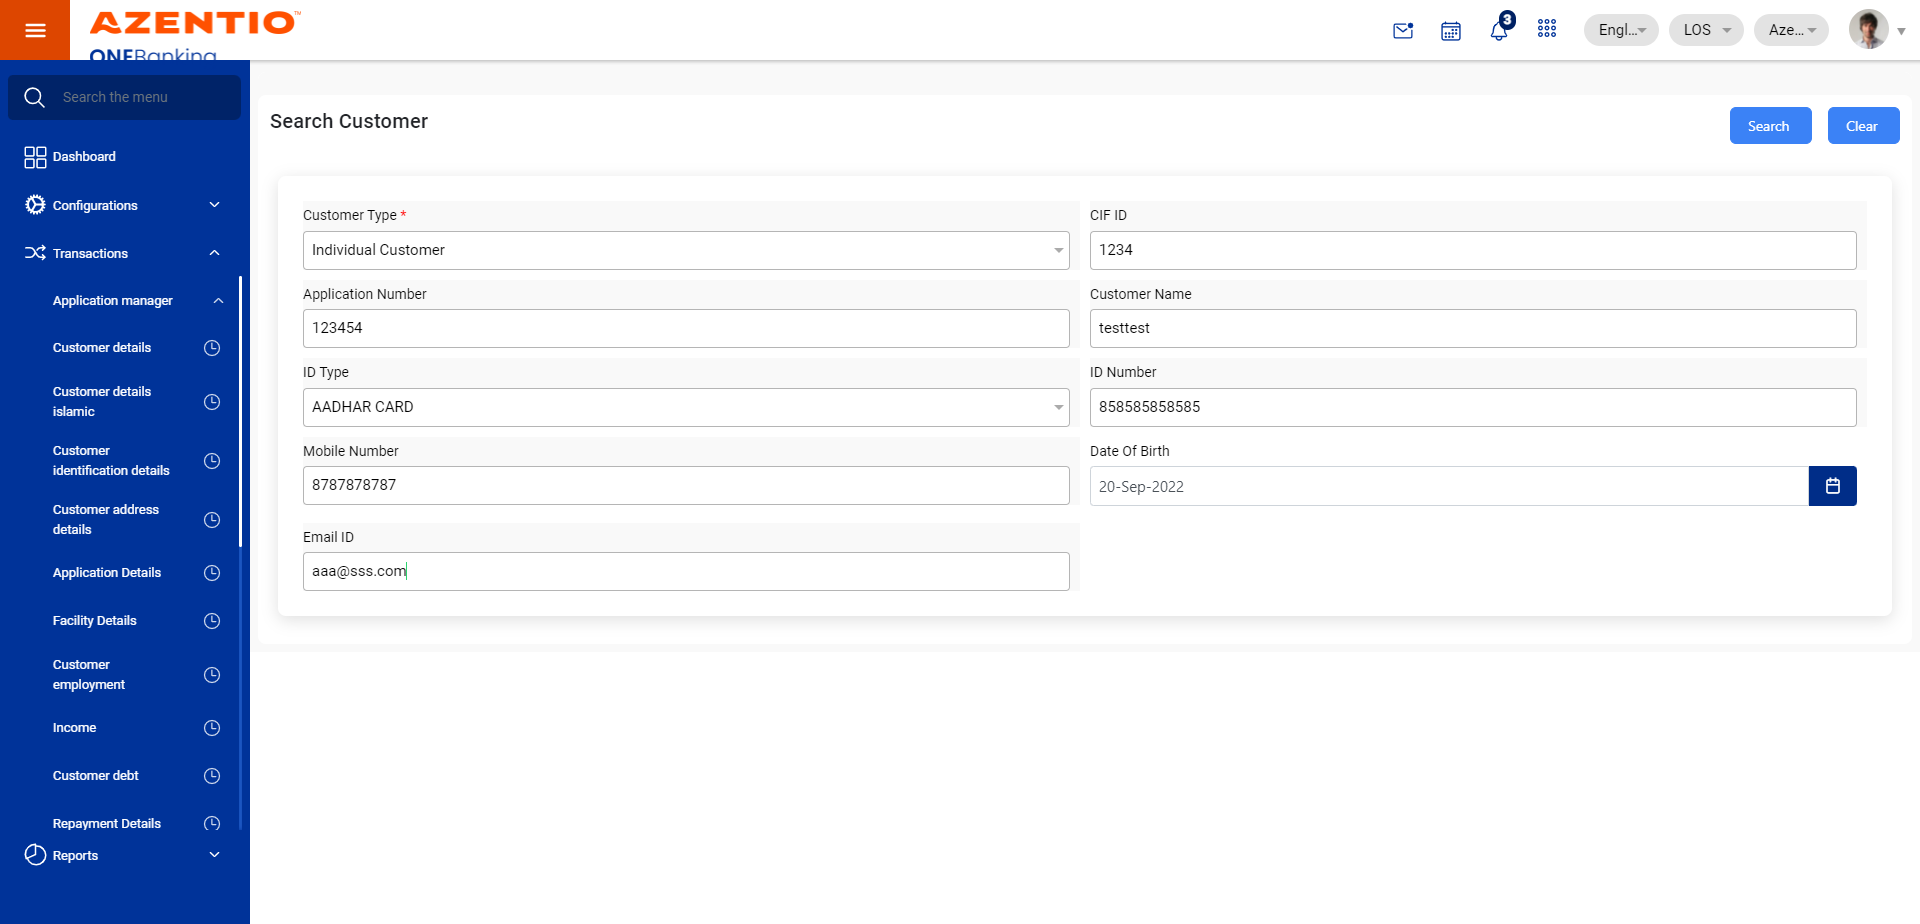 AZENTIO™
ONEBanking
3
Engl...
LOS
Aze...
Search the menu
Dashboard
Configurations
Transactions
Application manager
Customer details
Customer details
islamic
Customer
identification details
Customer address
details
Application Details
Facility Details
Customer
employment
Income
Customer debt
Repayment Details
Reports
Search Customer
Search
Clear
Customer Type *
Individual Customer
CIF ID
1234
Application Number
123454
Customer Name
testtest
ID Type
AADHAR CARD
ID Number
858585858585
Mobile Number
8787878787
Date Of Birth
20-Sep-2022
Email ID
aaa@sss.com